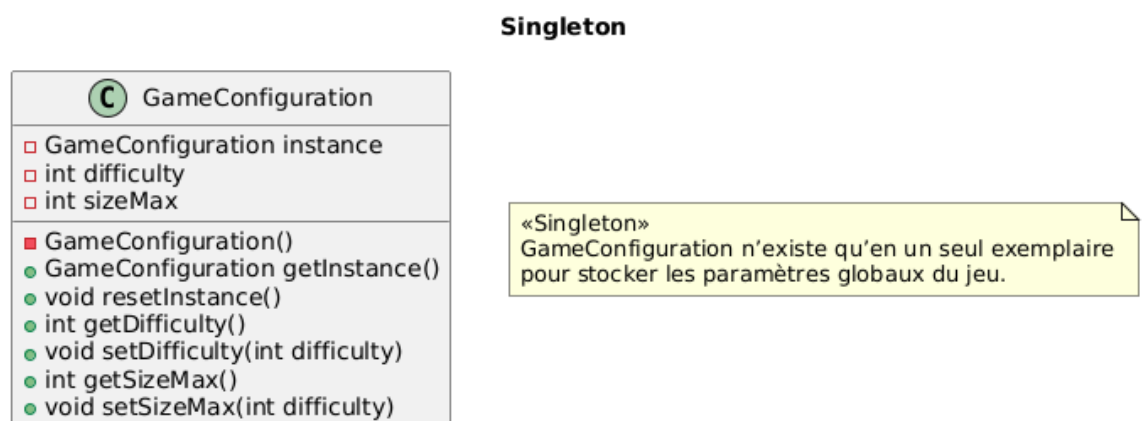 Singleton
C GameConfiguration
GameConfiguration instance
int difficulty
int sizeMax
GameConfiguration()
GameConfiguration getInstance()
void resetInstance()
int getDifficulty()
void setDifficulty(int difficulty)
int getSizeMax()
void setSizeMax(int difficulty)
«Singleton»
GameConfiguration n’existe qu’en un seul exemplaire
pour stocker les paramètres globaux du jeu.